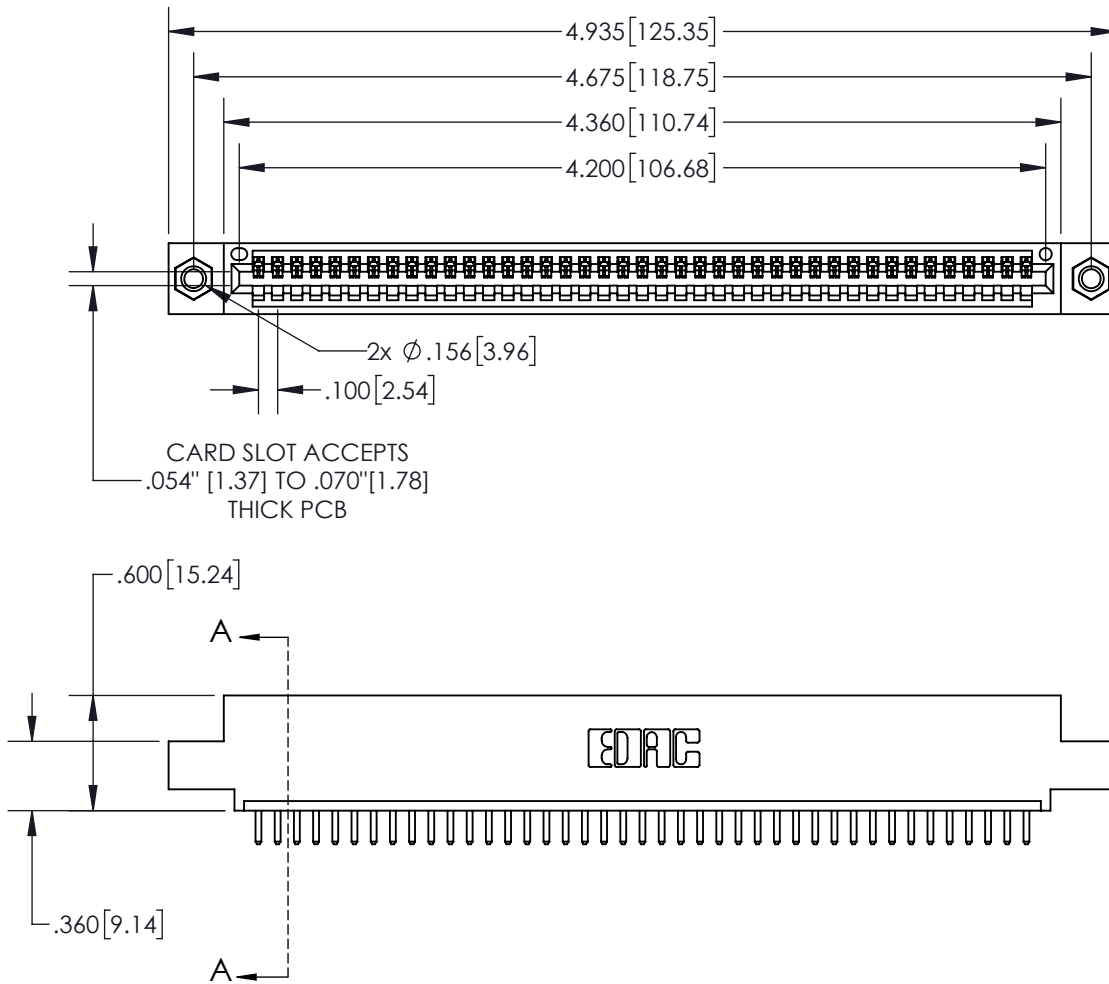 4.935[125.35]
4.675[118.75]
4.360[110.74]
4.200[106.68]
2x Ø.156[3.96]
.100[2.54]
CARD SLOT ACCEPTS
.054" [1.37] TO .070"[1.78]
THICK PCB
.600[15.24]
A
EDAC
.360[9.14]
A